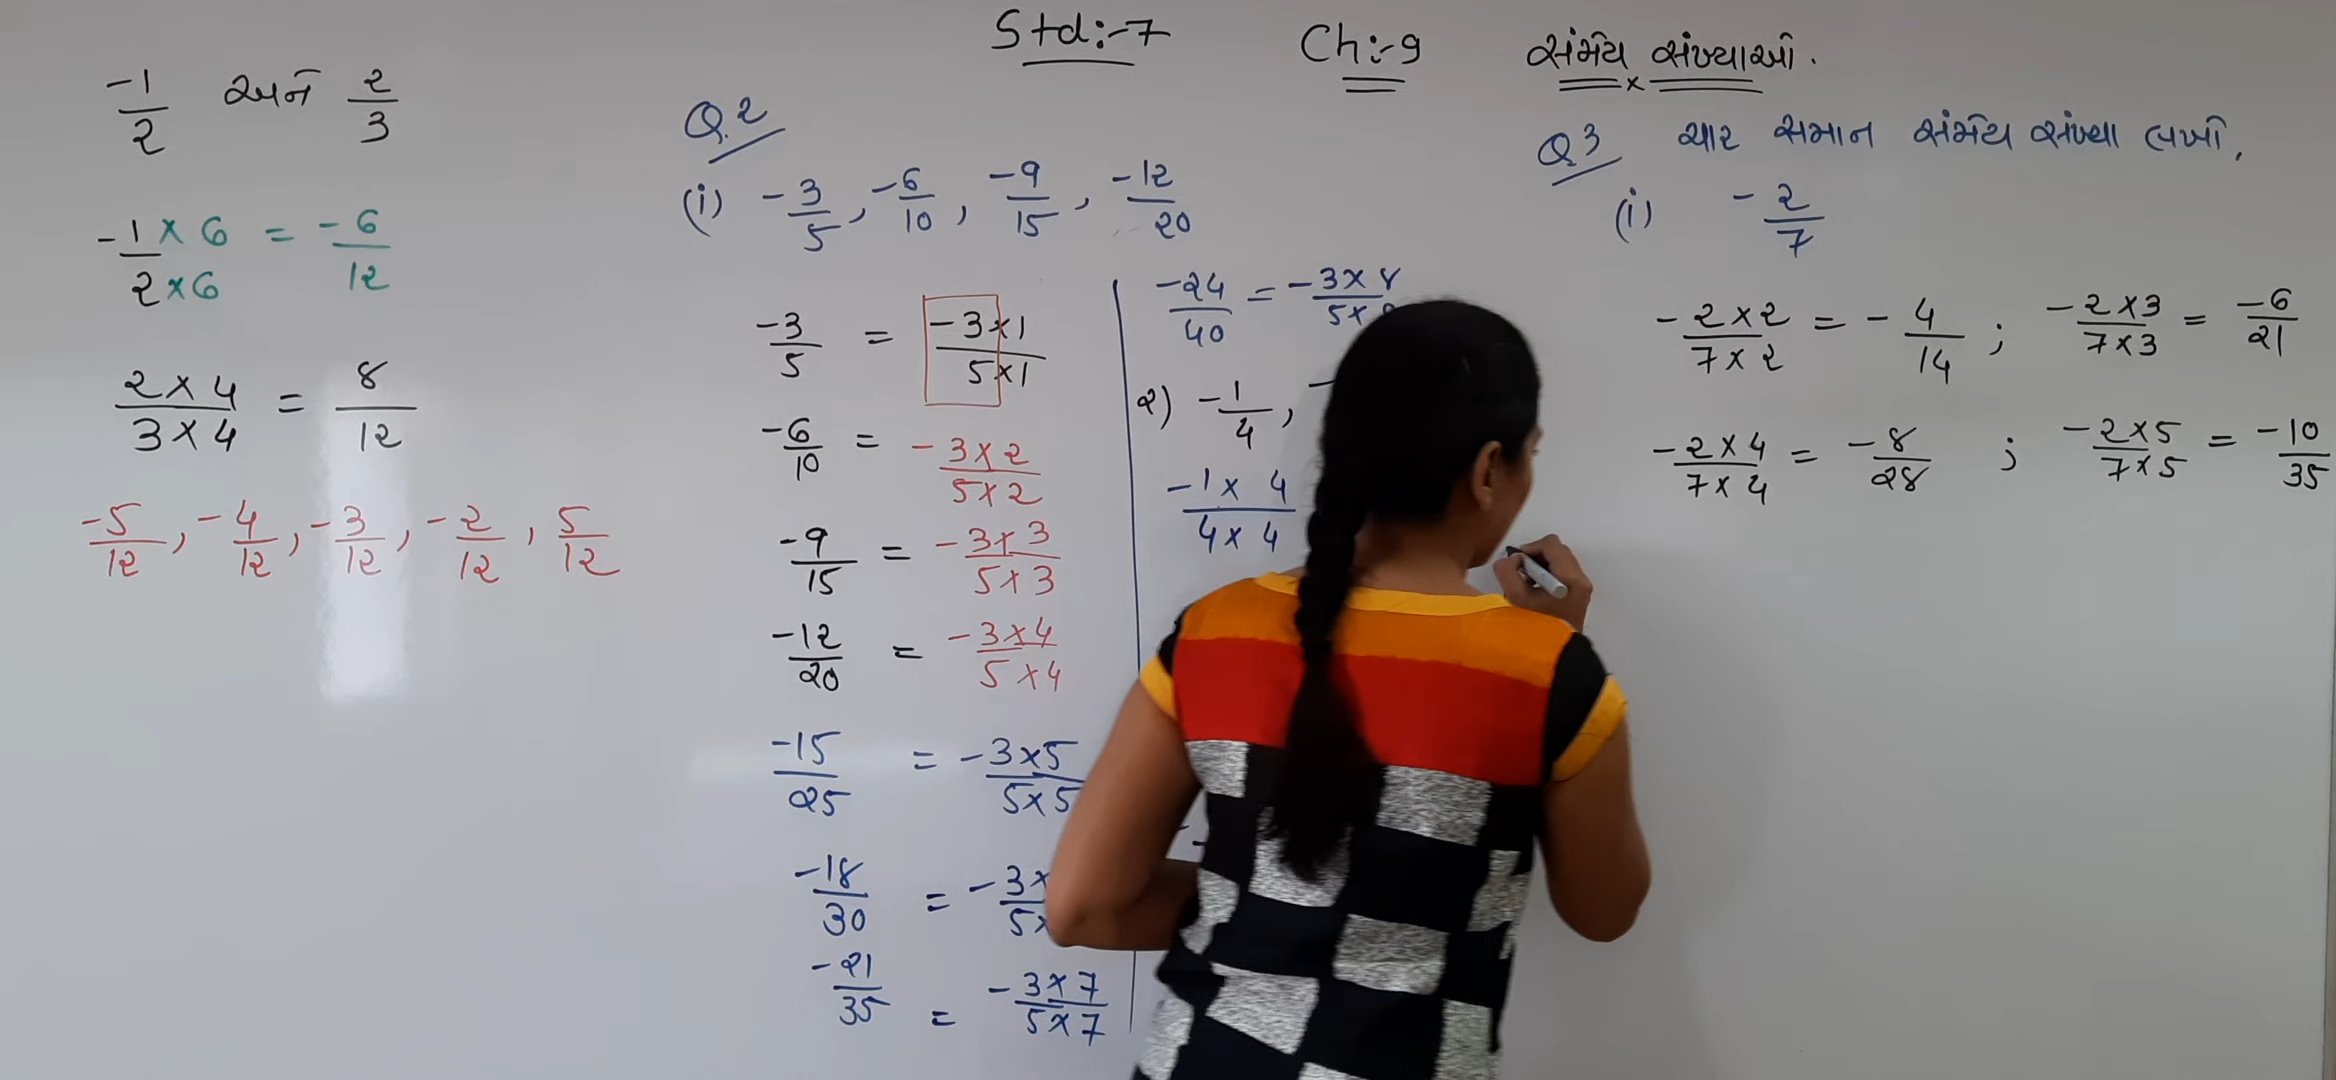 Std:-7 Ch:-9 સંમેય સંખ્યાઓ.
-1/2 અને 2/3
-1×6/2×6 = -6/12
2×4/3×4 = 8/12
-5/12, -4/12, -3/12, -2/12, 5/12
Q.2
(i) -3/5, -6/10, -9/15, -12/20
-3/5 = -3×1/5×1
-6/10 = -3×2/5×2
-9/15 = -3×3/5×3
-12/20 = -3×4/5×4
-15/25 = -3×5/5×5
-18/30 = -3×/5×
-21/35 = -3×7/5×7
-24/40 = -3×8/5×8
2) -1/4,
-1×4/4×4
Q3 ચાર સમાન સંમેય સંખ્યા લખો.
(i) -2/7
-2×2/7×2 = -4/14 ; -2×3/7×3 = -6/21
-2×4/7×4 = -8/28 ; -2×5/7×5 = -10/35